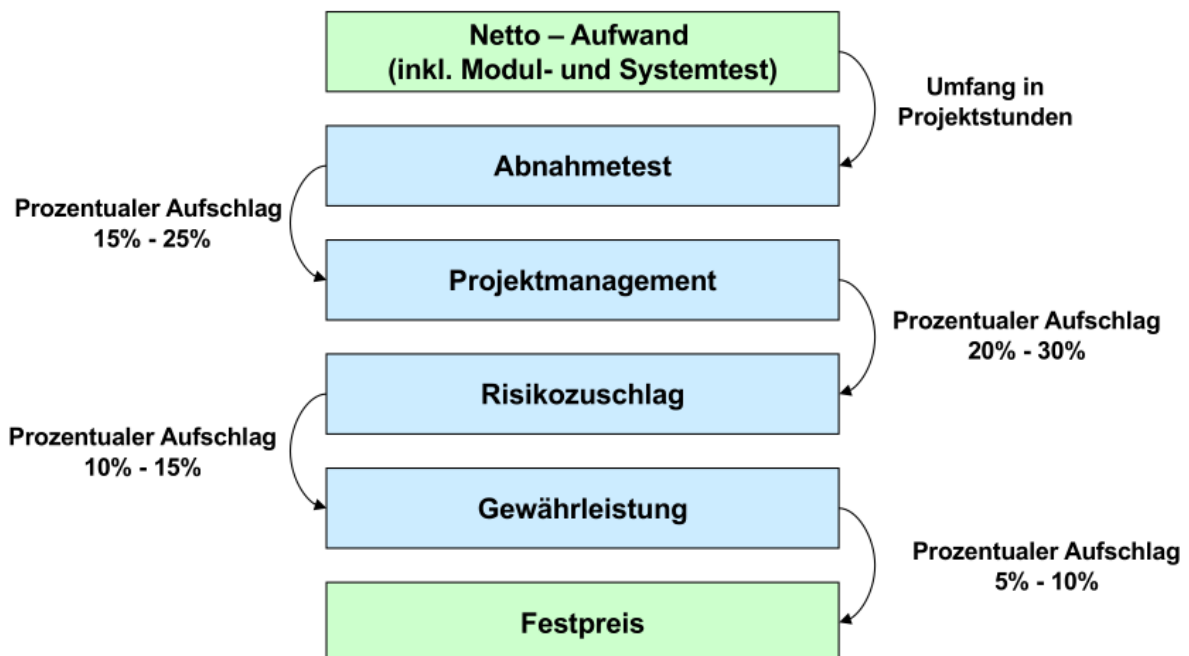 Netto – Aufwand
(inkl. Modul- und Systemtest)
Umfang in
Projektstunden
Abnahmetest
Prozentualer Aufschlag
15% - 25%
Projektmanagement
Prozentualer Aufschlag
20% - 30%
Risikozuschlag
Prozentualer Aufschlag
10% - 15%
Gewährleistung
Prozentualer Aufschlag
5% - 10%
Festpreis